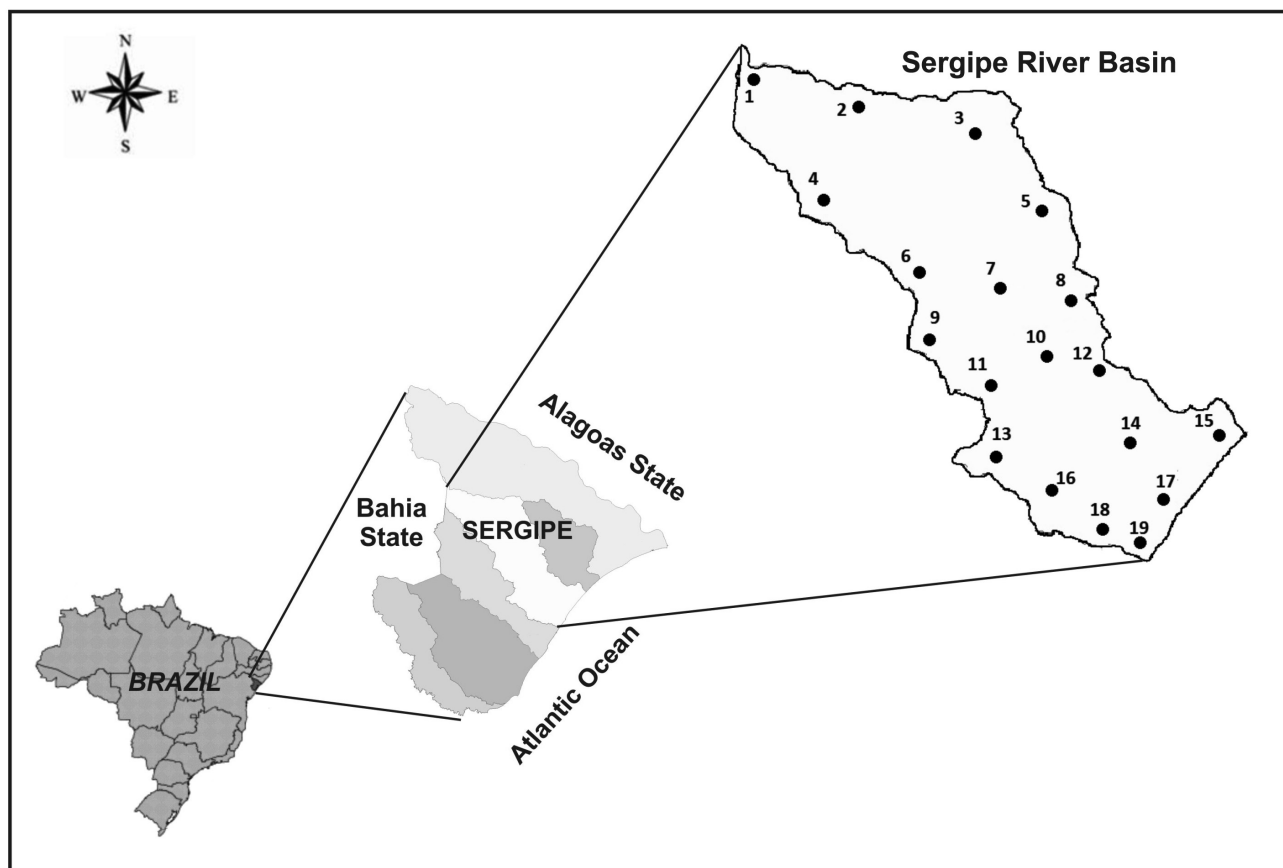 N
W E
S
Sergipe River Basin
1
2
3
4
5
6
7
8
9
10
11
12
13
14
15
16
17
18
19
Alagoas State
Bahia
State
SERGIPE
Atlantic Ocean
BRAZIL